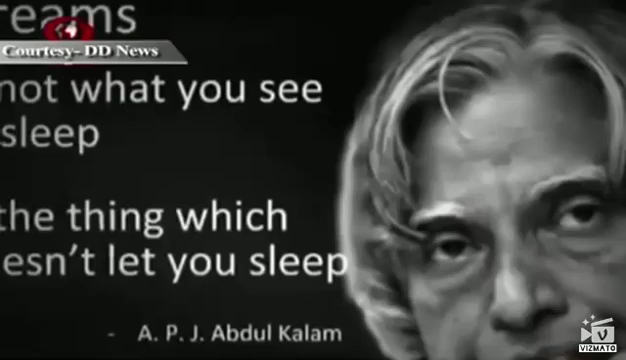 reams
Courtesy- DD News
not what you see
sleep
the thing which
esn't let you sleep
- A. P. J. Abdul Kalam
VIZMATO